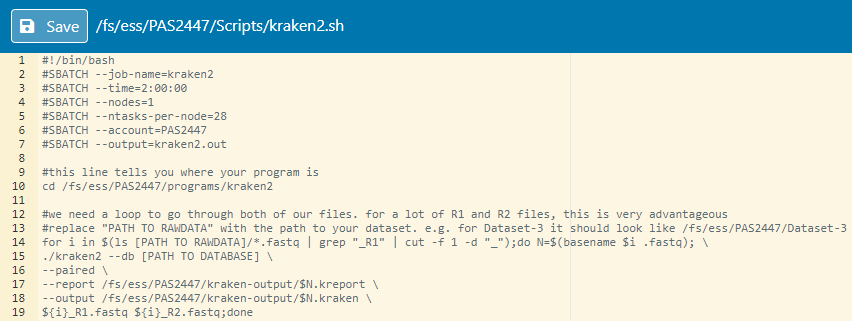 Save /fs/ess/PAS2447/Scripts/kraken2.sh
1 #!/bin/bash
2 #SBATCH --job-name=kraken2
3 #SBATCH --time=2:00:00
4 #SBATCH --nodes=1
5 #SBATCH --ntasks-per-node=28
6 #SBATCH --account=PAS2447
7 #SBATCH --output=kraken2.out
8
9 #this line tells you where your program is
10 cd /fs/ess/PAS2447/programs/kraken2
11
12 #we need a loop to go through both of our files. for a lot of R1 and R2 files, this is very advantageous
13 #replace "PATH TO RAWDATA" with the path to your dataset. e.g. for Dataset-3 it should look like /fs/ess/PAS2447/Dataset-3
14 for i in $(ls [PATH TO RAWDATA]/*.fastq | grep "_R1" | cut -f 1 -d "_");do N=$(basename $i .fastq); \
15 ./kraken2 --db [PATH TO DATABASE] \
16 --paired \
17 --report /fs/ess/PAS2447/kraken-output/$N.kreport \
18 --output /fs/ess/PAS2447/kraken-output/$N.kraken \
19 ${i}_R1.fastq ${i}_R2.fastq;done